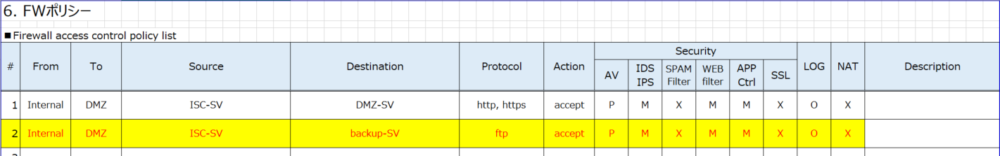 6. FWポリシー
■Firewall access control policy list
# From To Source Destination Protocol Action Security LOG NAT Description
AV IDS IPS SPAM Filter WEB filter APP Ctrl SSL
1 Internal DMZ ISC-SV DMZ-SV http, https accept P M X M M X O X
2 Internal DMZ ISC-SV backup-SV ftp accept P M X M M X O X